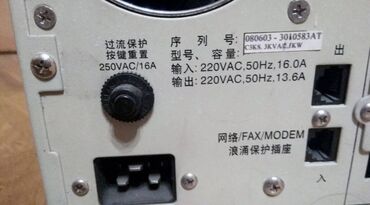 过流保护
按键重置
250VAC/16A
序 列 号:
080603 - 3010583AT
型号、容量:
C3KS, 3KVA/2.1KW
输入: 220VAC,50Hz,16.0A
输出: 220VAC,50Hz,13.6A
出
网络/FAX/MODEM
浪涌保护插座
入